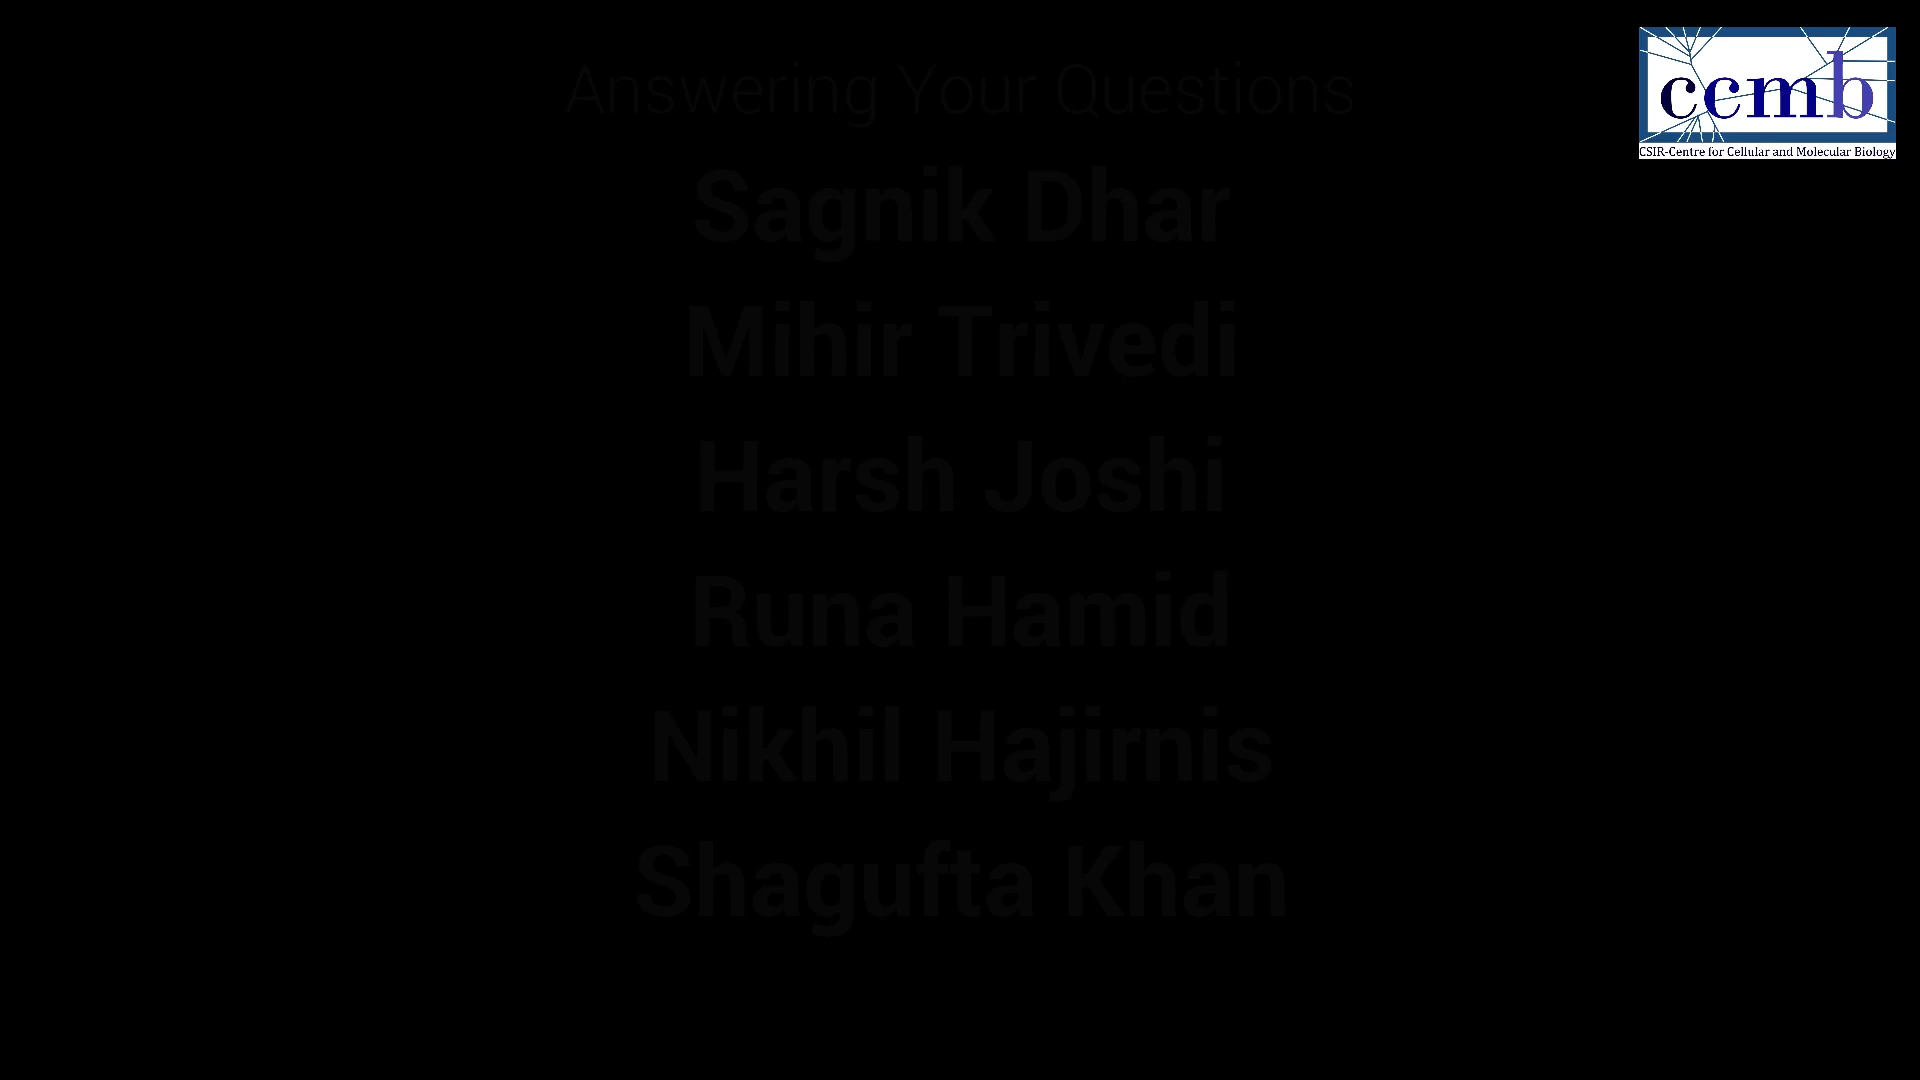 Answering Your Questions
Sagnik Dhar
Mihir Trivedi
Harsh Joshi
Runa Hamid
Nikhil Hajirnis
Shagufta Khan
ccmb
CSIR-Centre for Cellular and Molecular Biology